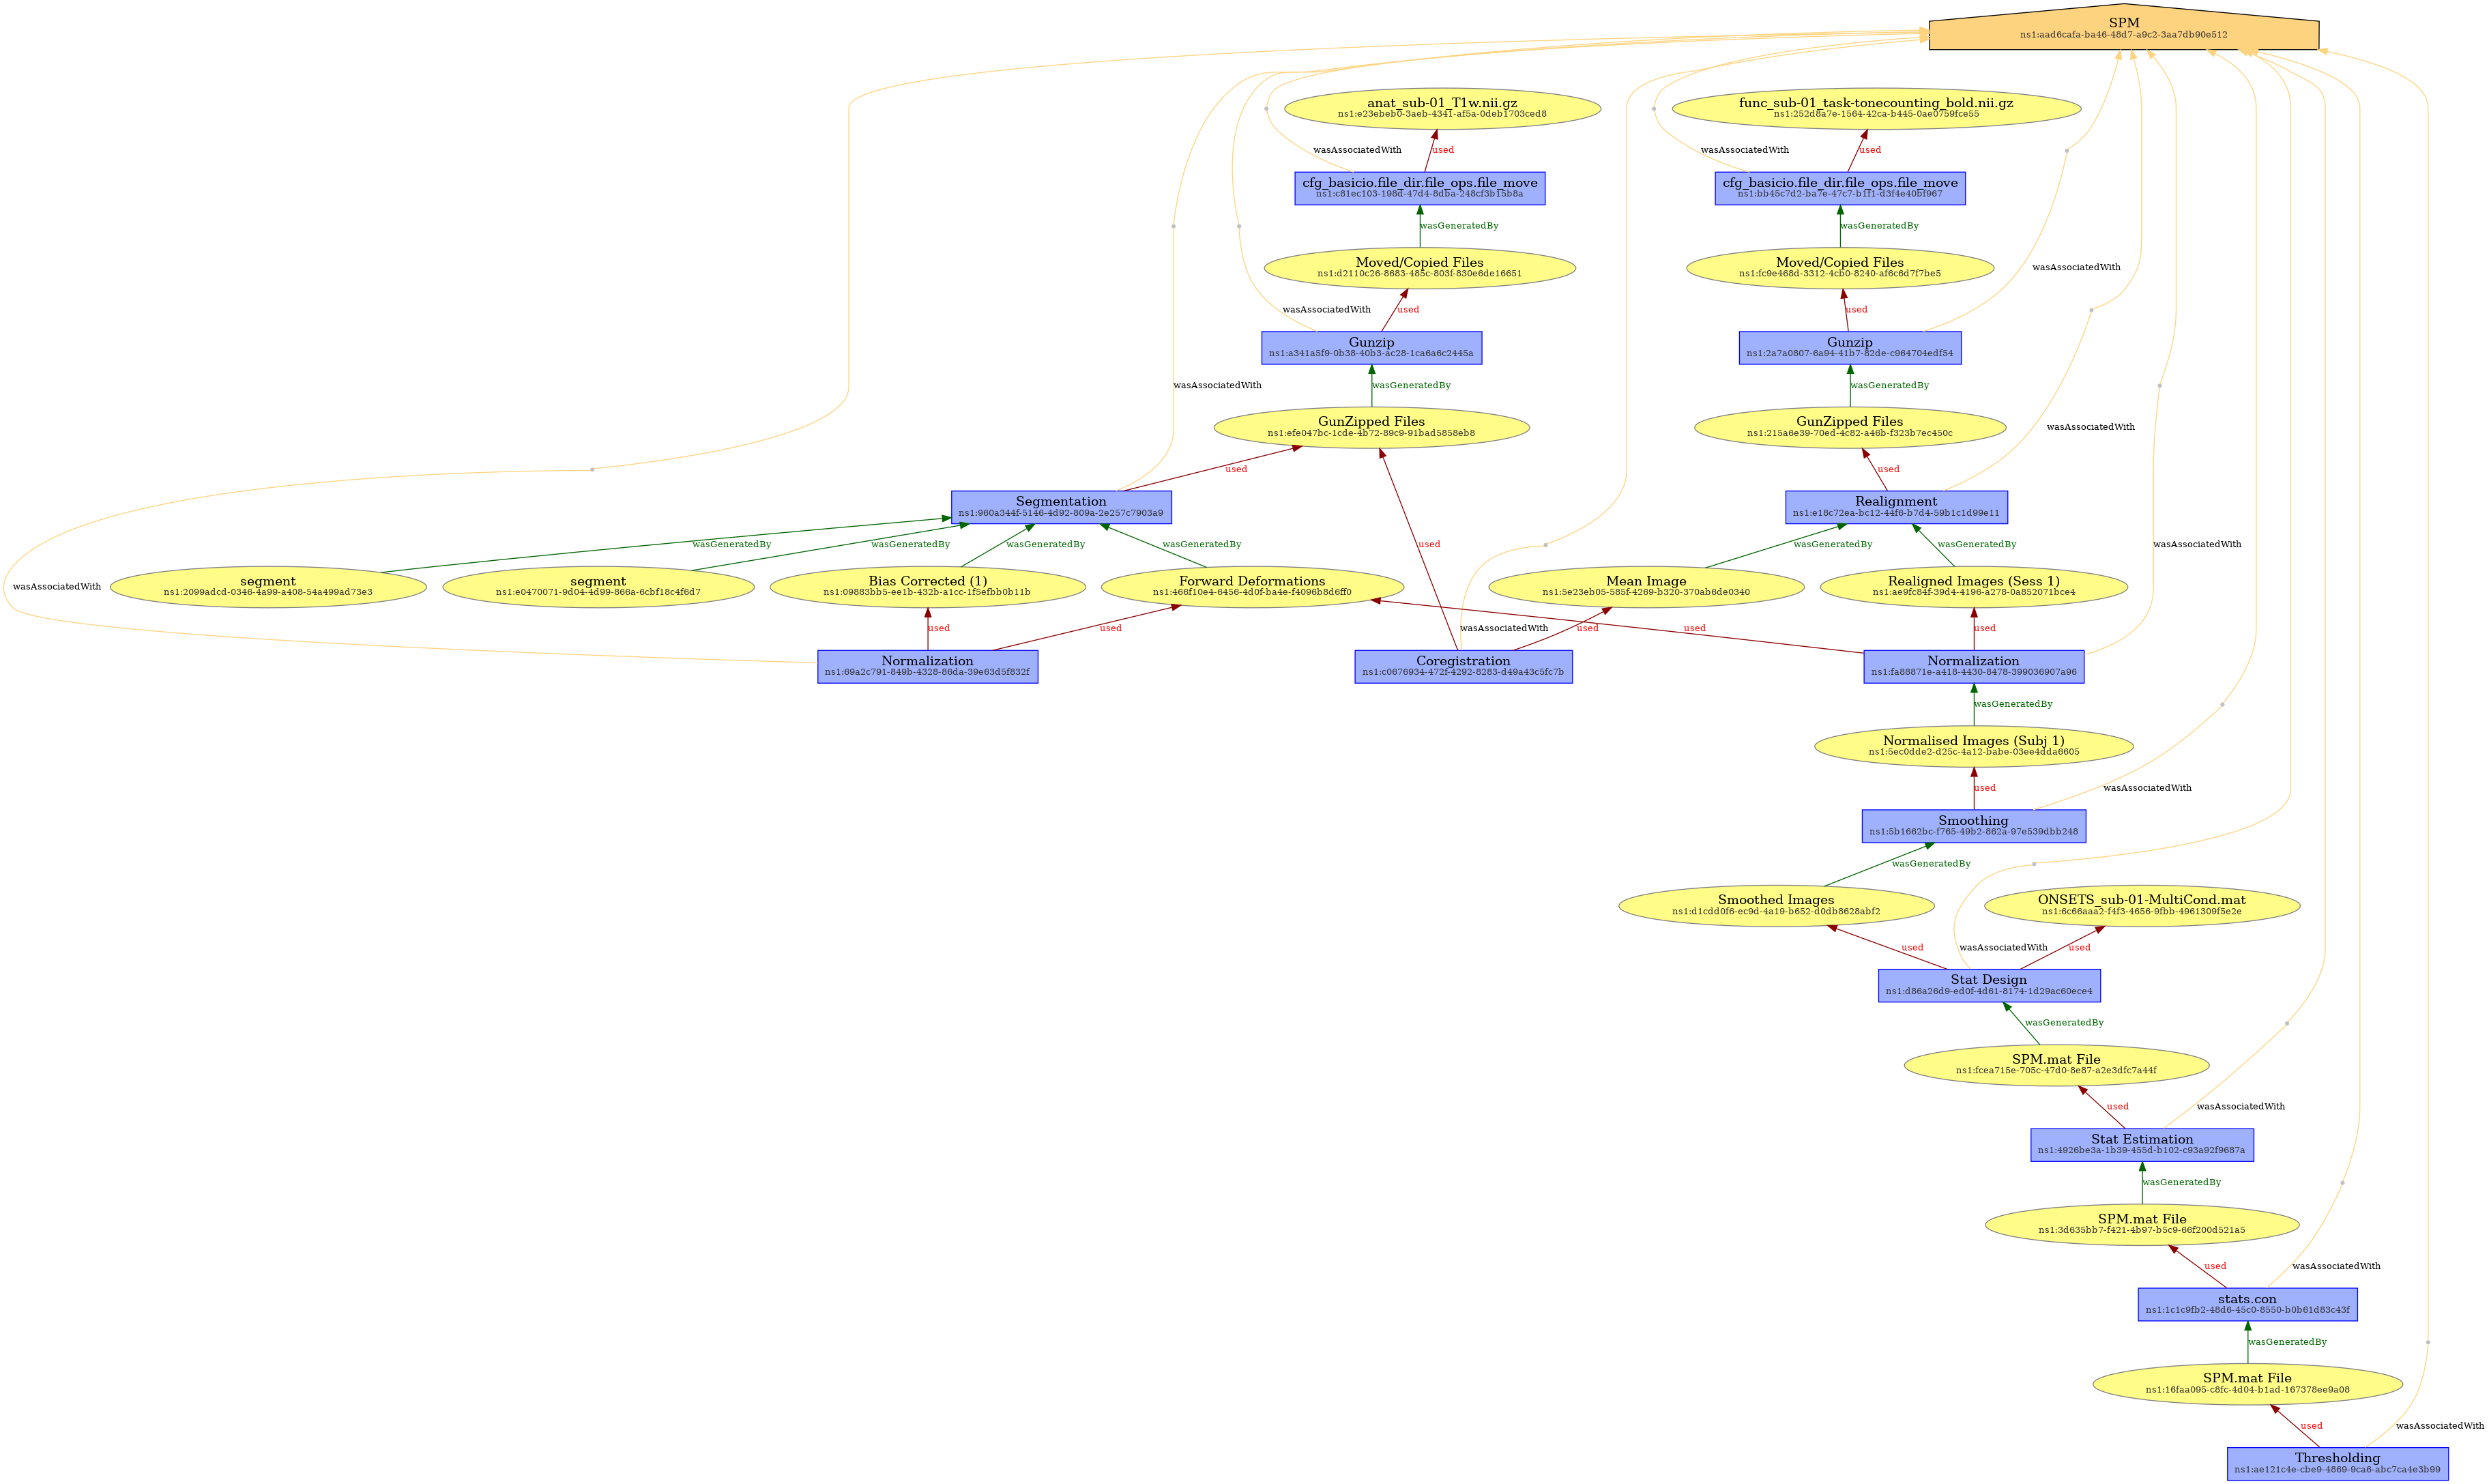 SPM
ns1:aad6cafa-ba46-48d7-a9c2-3aa7db90e512
anat_sub-01_T1w.nii.gz
ns1:e23ebeb0-3aeb-4341-af5a-0deb1703ced8
func_sub-01_task-tonecounting_bold.nii.gz
ns1:252d8a7e-1564-42ca-b445-0ae0759fce55
wasAssociatedWith
used
wasAssociatedWith
used
cfg_basicio.file_dir.file_ops.file_move
ns1:c81ec103-198d-47d4-8dba-248cf3b15b8a
cfg_basicio.file_dir.file_ops.file_move
ns1:bb45c7d2-ba7e-47c7-b1f1-d3f4e40bf967
wasGeneratedBy
wasGeneratedBy
Moved/Copied Files
ns1:d2110c26-8683-485c-803f-830e6de16651
Moved/Copied Files
ns1:fc9e468d-3312-4cb0-8240-af6c6d7f7be5
wasAssociatedWith
wasAssociatedWith
used
used
Gunzip
ns1:a341a5f9-0b38-40b3-ac28-1ca6a6c2445a
Gunzip
ns1:2a7a0807-6a94-41b7-82de-c964704edf54
wasAssociatedWith
wasGeneratedBy
wasGeneratedBy
GunZipped Files
ns1:efe047bc-1cde-4b72-89c9-91bad5858eb8
GunZipped Files
ns1:215a6e39-70ed-4c82-a46b-f323b7ec450c
wasAssociatedWith
used
used
Segmentation
ns1:960a344f-5146-4d92-809a-2e257c7903a9
Realignment
ns1:e18c72ea-bc12-44f6-b7d4-59b1c1d99e11
wasGeneratedBy
wasGeneratedBy
wasGeneratedBy
wasGeneratedBy
used
wasGeneratedBy
wasGeneratedBy
wasAssociatedWith
segment
ns1:2099adcd-0346-4a99-a408-54a499ad73e3
segment
ns1:e0470071-9d04-4d99-866a-6cbf18c4f6d7
Bias Corrected (1)
ns1:09883bb5-ee1b-432b-a1cc-1f5efbb0b11b
Forward Deformations
ns1:466f10e4-6456-4d0f-ba4e-f4096b8d6ff0
Mean Image
ns1:5e23eb05-585f-4269-b320-370ab6de0340
Realigned Images (Sess 1)
ns1:ae9fc84f-39d4-4196-a278-0a852071bce4
wasAssociatedWith
used
used
wasAssociatedWith
used
used
used
Normalization
ns1:69a2c791-849b-4328-86da-39e63d5f832f
Coregistration
ns1:c0676934-472f-4292-8283-d49a43c5fc7b
Normalization
ns1:fa88871e-a418-4430-8478-399036907a96
wasGeneratedBy
Normalised Images (Subj 1)
ns1:5ec0dde2-d25c-4a12-babe-03ee4dda6605
used
wasAssociatedWith
Smoothing
ns1:5b1662bc-f765-49b2-862a-97e539dbb248
wasGeneratedBy
Smoothed Images
ns1:d1cdd0f6-ec9d-4a19-b652-d0db8628abf2
ONSETS_sub-01-MultiCond.mat
ns1:6c66aaa2-f4f3-4656-9fbb-4961309f5e2e
used
wasAssociatedWith
used
Stat Design
ns1:d86a26d9-ed0f-4d61-8174-1d29ac60ece4
wasGeneratedBy
SPM.mat File
ns1:fcea715e-705c-47d0-8e87-a2e3dfc7a44f
used
wasAssociatedWith
Stat Estimation
ns1:4926be3a-1b39-455d-b102-c93a92f9687a
wasGeneratedBy
SPM.mat File
ns1:3d635bb7-f421-4b97-b5c9-66f200d521a5
used
wasAssociatedWith
stats.con
ns1:1c1c9fb2-48d6-45c0-8550-b0b61d83c43f
wasGeneratedBy
SPM.mat File
ns1:16faa095-c8fc-4d04-b1ad-167378ee9a08
used
wasAssociatedWith
Thresholding
ns1:ae121c4e-cbe9-4869-9ca6-abc7ca4e3b99